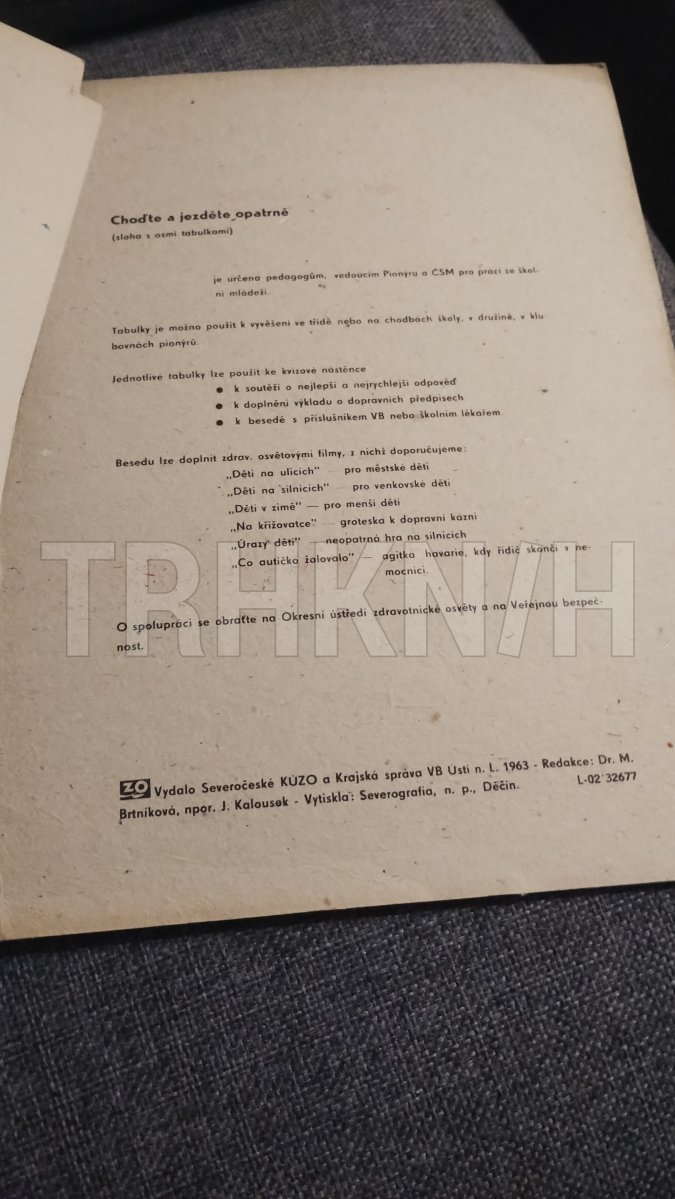 Choďte a jezděte opatrně
(sloha s osmi tabulkami)
je určena pedagogům, vedoucím Pionýru a ČSM pro práci se škol-
ní mládeží.
Tabulky je možno použít k vyvěšení ve třídě nebo na chodbách školy, v družině, v klu-
bovnách pionýrů.
Jednotlivé tabulky lze použít ke kvizové nástěnce
● k soutěži o nejlepší a nejrychlejší odpověď
● k doplnění výkladu o dopravních předpisech
● k besedě s příslušníkem VB nebo školním lékařem
Besedu lze doplnit zdrav. osvětovými filmy, z nichž doporučujeme:
„Děti na ulicích" — pro městské děti
„Děti na silnicích" — pro venkovské děti
„Děti v zimě" — pro menší děti
„Na křižovatce" — groteska k dopravní kázni
„Úrazy dětí" — neopatrná hra na silnicích
„Co autíčko žalovalo" — agitka havarie, kdy řidič skončí v ne-
mocnici.
O spolupráci se obraťte na Okresní ústředí zdravotnické osvěty a na Veřejnou bezpeč-
nost.
TRHKN/H
ZO Vydalo Severočeské KÚZO a Krajská správa VB Ústí n. L. 1963 - Redakce: Dr. M.
Brtníková, npor. J. Kalousek - Vytiskla: Severografia, n. p., Děčín. L-02*32677